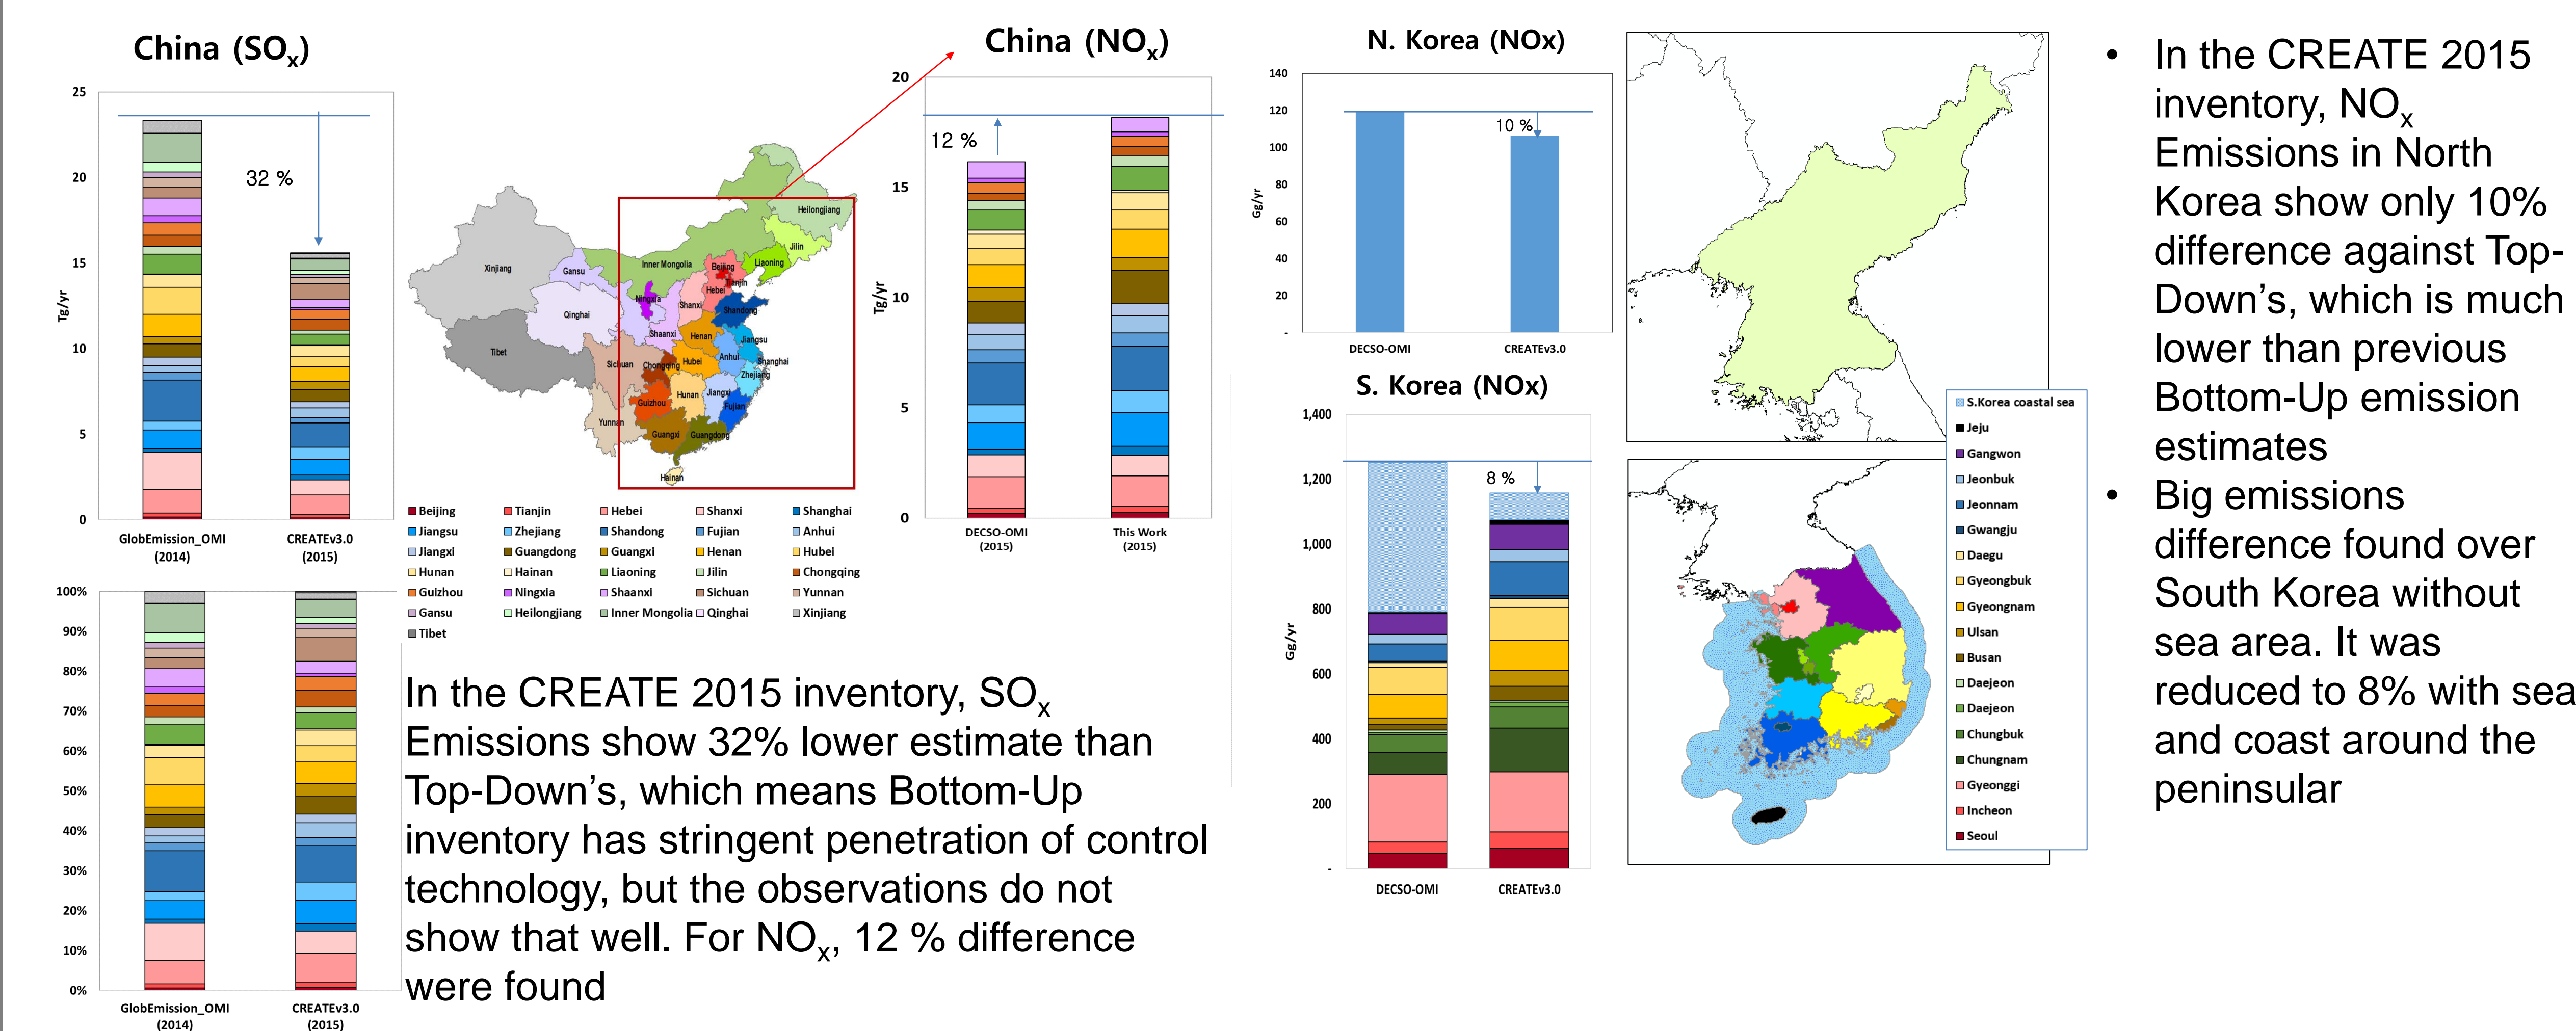 China (SOx)
25
20
15
10
5
0
Tg/yr
32 %
GlobEmission_OMI
(2014)
CREATEv3.0
(2015)
100%
90%
80%
70%
60%
50%
40%
30%
20%
10%
0%
GlobEmission_OMI
(2014)
CREATEv3.0
(2015)
Heilongjiang
Jilin
Liaoning
Inner Mongolia
Xinjiang
Gansu
Beijing
Tianjin
Hebei
Ningxia
Shanxi
Shandong
Qinghai
Shaanxi
Henan
Jiangsu
Tibet
Sichuan
Chongqing
Hubei
Anhui
Shanghai
Zhejiang
Guizhou
Hunan
Jiangxi
Fujian
Yunnan
Guangxi
Guangdong
Hainan
Beijing Tianjin Hebei Shanxi Shanghai
Jiangsu Zhejiang Shandong Fujian Anhui
Jiangxi Guangdong Guangxi Henan Hubei
Hunan Hainan Liaoning Jilin Chongqing
Guizhou Ningxia Shaanxi Sichuan Yunnan
Gansu Heilongjiang Inner Mongolia Qinghai Xinjiang
Tibet
China (NOx)
20
15
10
5
0
Tg/yr
12 %
DECSO-OMI
(2015)
This Work
(2015)
In the CREATE 2015 inventory, SOx
Emissions show 32% lower estimate than
Top-Down’s, which means Bottom-Up
inventory has stringent penetration of control
technology, but the observations do not
show that well. For NOx, 12 % difference
were found
N. Korea (NOx)
140
120
100
80
60
40
20
-
Gg/yr
10 %
DECSO-OMI
CREATEv3.0
S. Korea (NOx)
1,400
1,200
1,000
800
600
400
200
-
Gg/yr
8 %
DECSO-OMI
CREATEv3.0
S.Korea coastal sea
Jeju
Gangwon
Jeonbuk
Jeonnam
Gwangju
Daegu
Gyeongbuk
Gyeongnam
Ulsan
Busan
Daejeon
Daejeon
Chungbuk
Chungnam
Gyeonggi
Incheon
Seoul
• In the CREATE 2015
inventory, NOx
Emissions in North
Korea show only 10%
difference against Top-
Down’s, which is much
lower than previous
Bottom-Up emission
estimates
• Big emissions
difference found over
South Korea without
sea area. It was
reduced to 8% with sea
and coast around the
peninsular